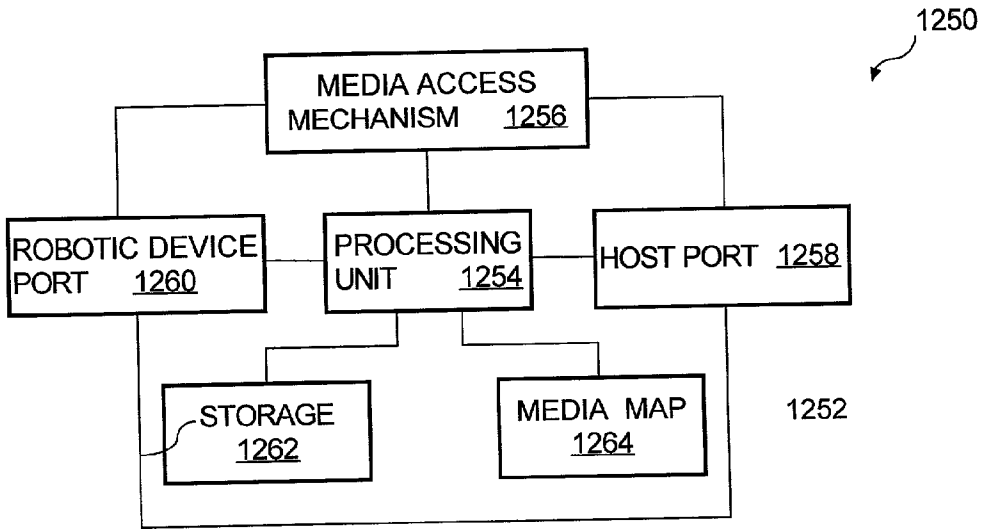 1250
MEDIA ACCESS
MECHANISM 1256
ROBOTIC DEVICE
PORT 1260
PROCESSING
UNIT 1254
HOST PORT 1258
STORAGE
1262
MEDIA MAP
1264
1252